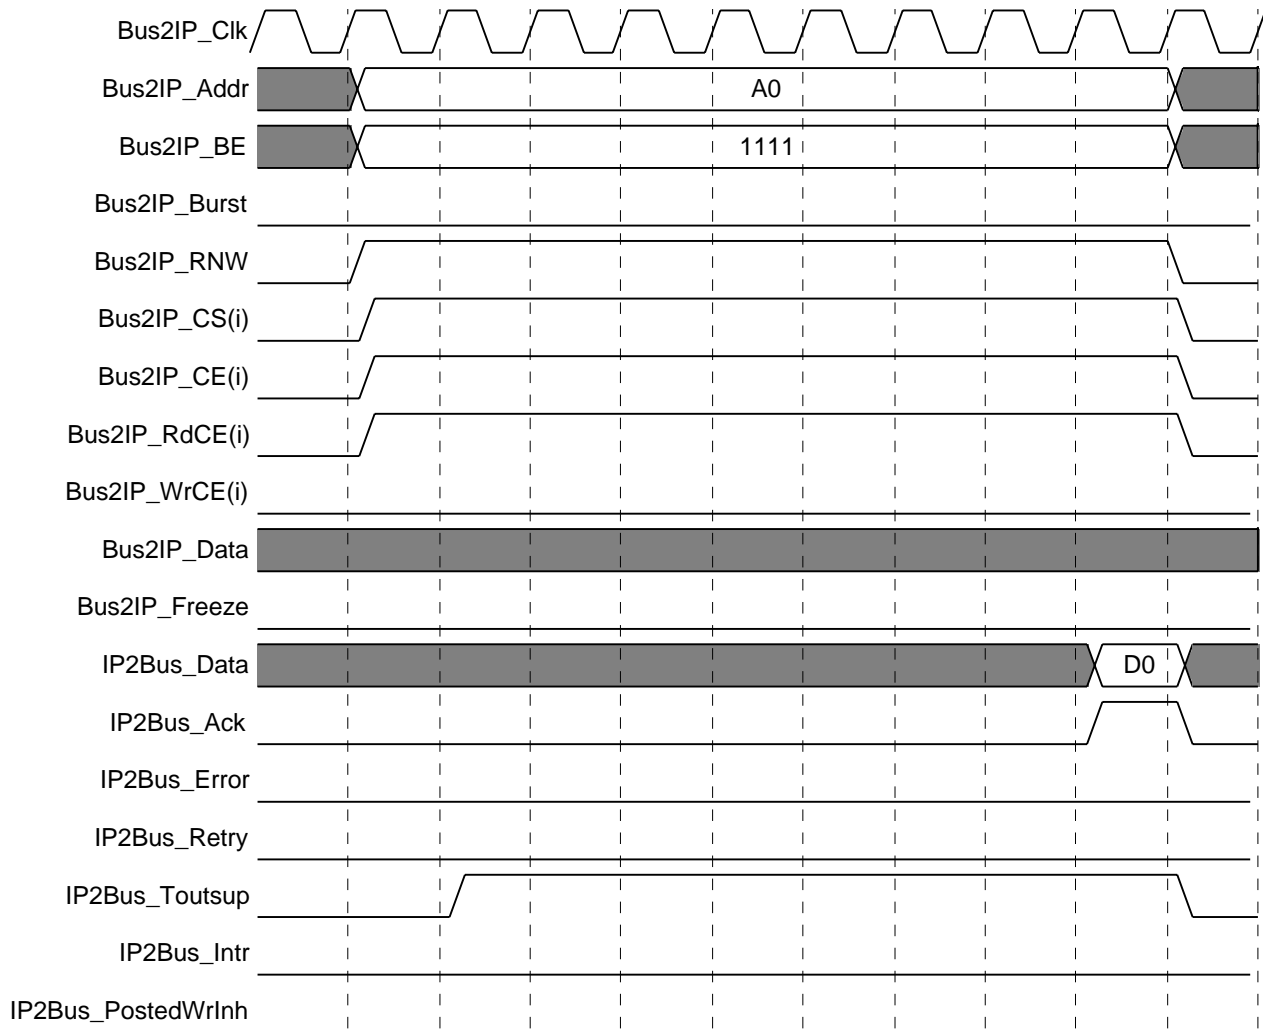 Bus2IP_Clk
Bus2IP_Addr A0
Bus2IP_BE 1111
Bus2IP_Burst
Bus2IP_RNW
Bus2IP_CS(i)
Bus2IP_CE(i)
Bus2IP_RdCE(i)
Bus2IP_WrCE(i)
Bus2IP_Data
Bus2IP_Freeze
IP2Bus_Data D0
IP2Bus_Ack
IP2Bus_Error
IP2Bus_Retry
IP2Bus_Toutsup
IP2Bus_Intr
IP2Bus_PostedWrInh